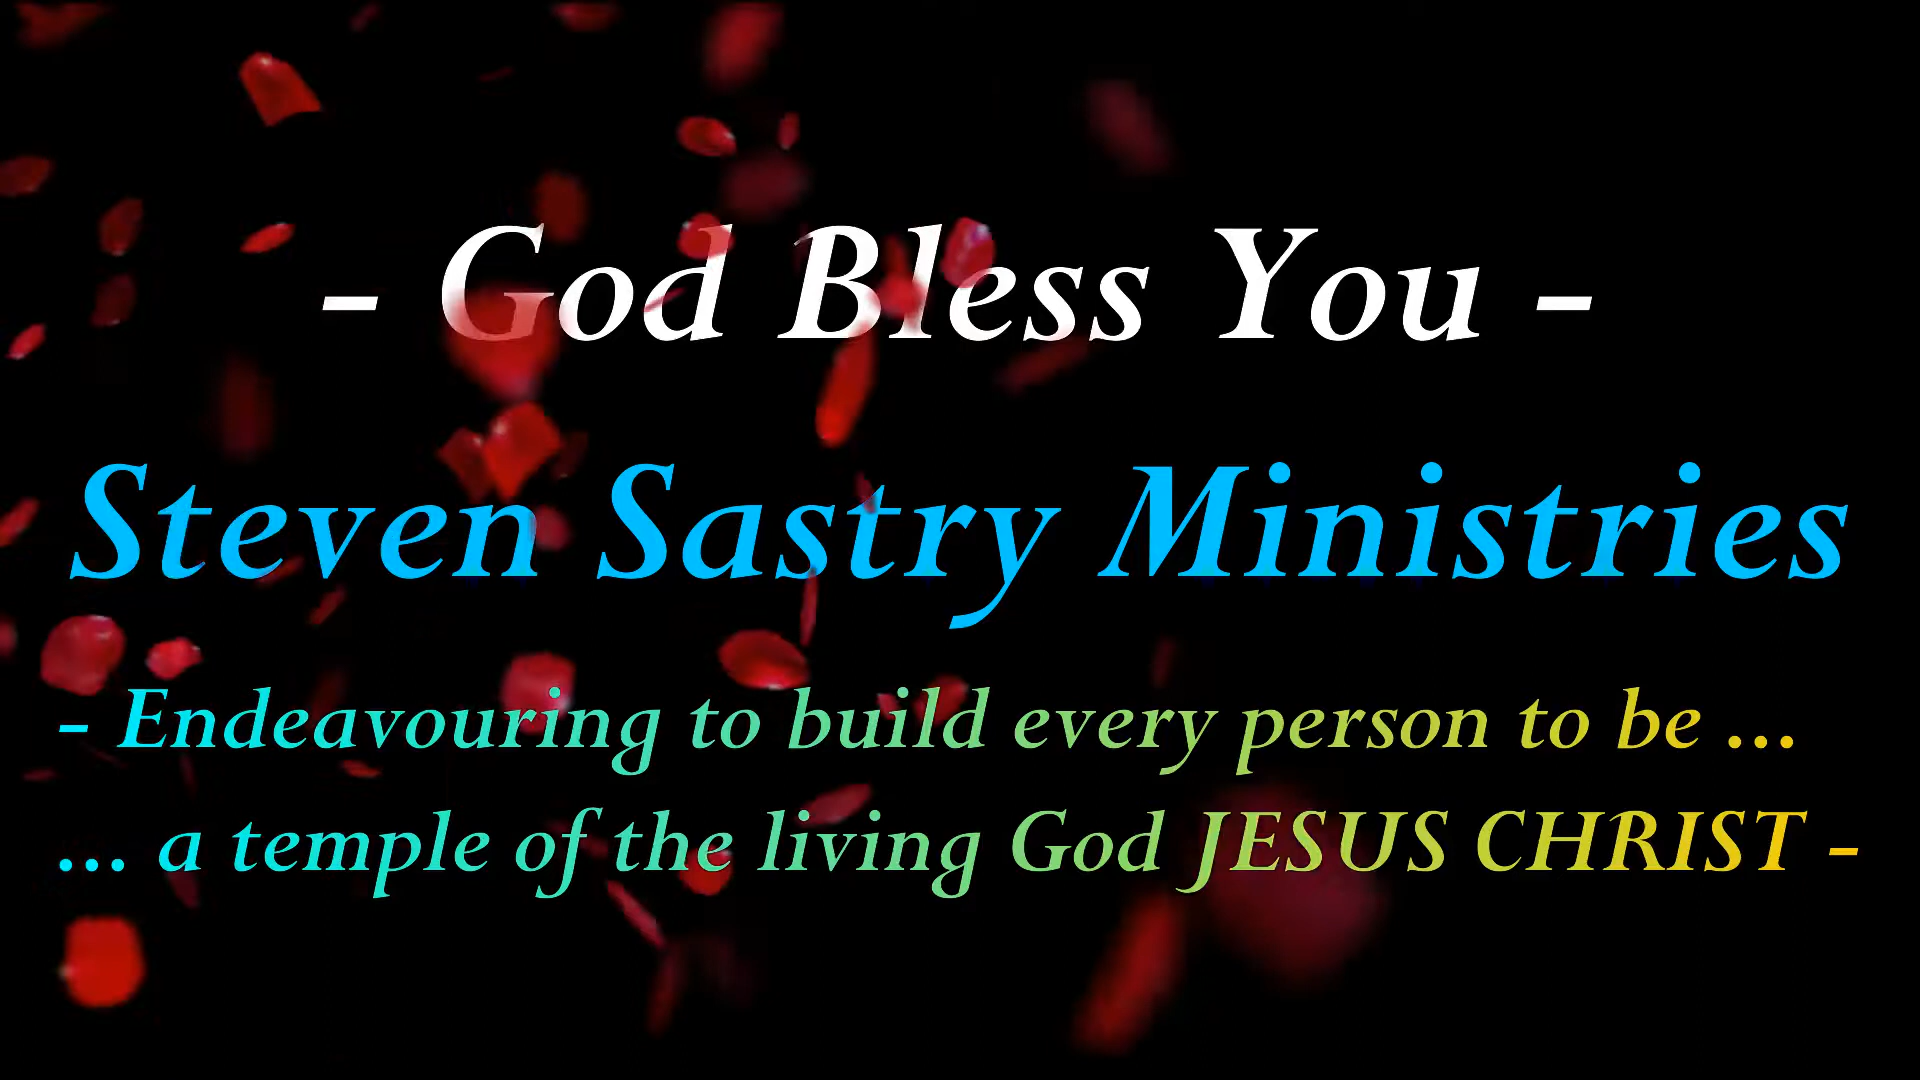 - God Bless You -
Steven Sastry Ministries
- Endeavouring to build every person to be ...
... a temple of the living God JESUS CHRIST -